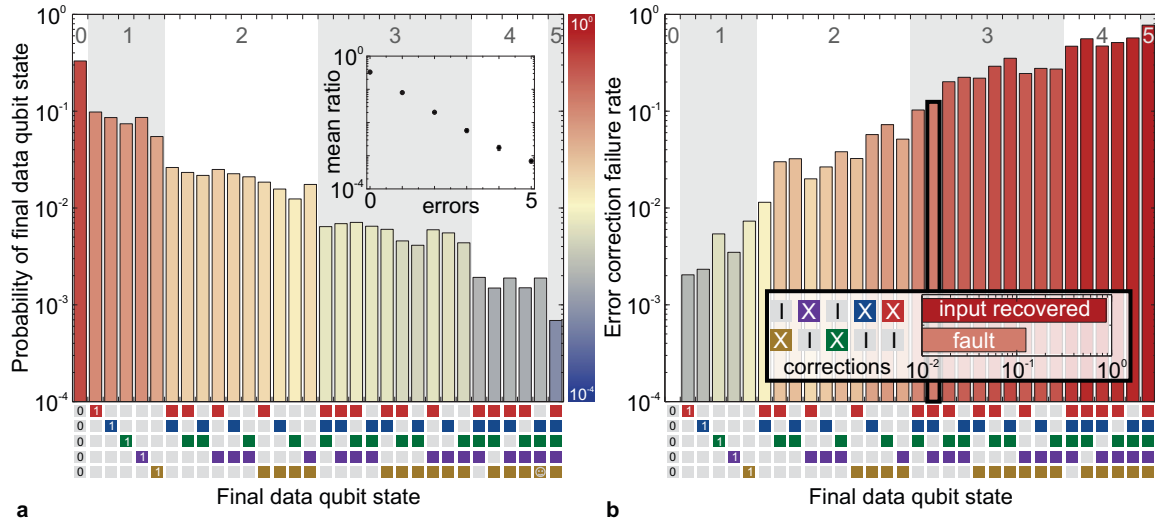 0 1 2 3 4 5
10⁰
10⁻¹
10⁻²
10⁻³
10⁻⁴
Probability of final data qubit state
10⁰
10⁻⁴
mean ratio
10⁰
10⁻⁴
0 5
errors
0 1
0 1
0 1
0 1
0 1
Final data qubit state
a
0 1 2 3 4 5
10⁰
10⁻¹
10⁻²
10⁻³
10⁻⁴
Error correction failure rate
I X I X X
X I X I I
corrections
input recovered
fault
10⁻² 10⁻¹ 10⁰
0 1
0 1
0 1
0 1
0 1
Final data qubit state
b